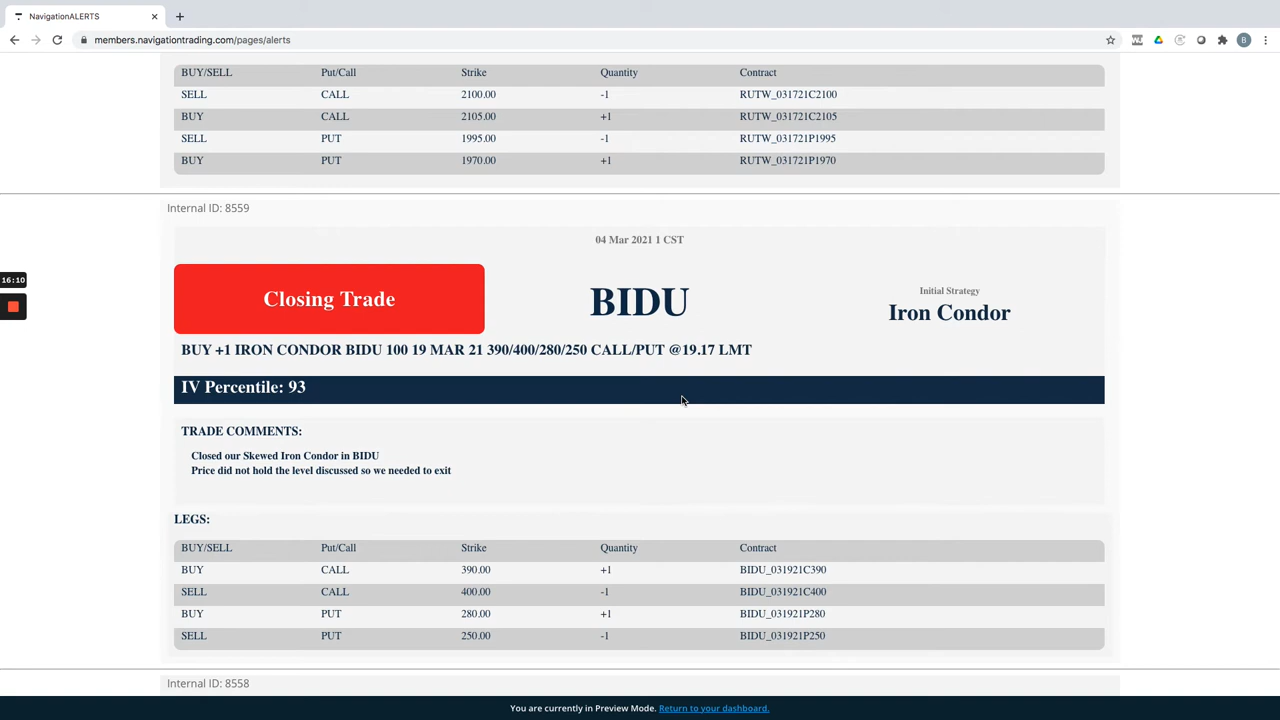 NavigationALERTS
members.navigationtrading.com/pages/alerts
BUY/SELL Put/Call Strike Quantity Contract
SELL CALL 2100.00 -1 RUTW_031721C2100
BUY CALL 2105.00 +1 RUTW_031721C2105
SELL PUT 1995.00 -1 RUTW_031721P1995
BUY PUT 1970.00 +1 RUTW_031721P1970
Internal ID: 8559
04 Mar 2021 1 CST
Closing Trade
BIDU
Initial Strategy
Iron Condor
BUY +1 IRON CONDOR BIDU 100 19 MAR 21 390/400/280/250 CALL/PUT @19.17 LMT
IV Percentile: 93
TRADE COMMENTS:
Closed our Skewed Iron Condor in BIDU
Price did not hold the level discussed so we needed to exit
LEGS:
BUY/SELL Put/Call Strike Quantity Contract
BUY CALL 390.00 +1 BIDU_031921C390
SELL CALL 400.00 -1 BIDU_031921C400
BUY PUT 280.00 +1 BIDU_031921P280
SELL PUT 250.00 -1 BIDU_031921P250
Internal ID: 8558
You are currently in Preview Mode. Return to your dashboard.
16:10
B